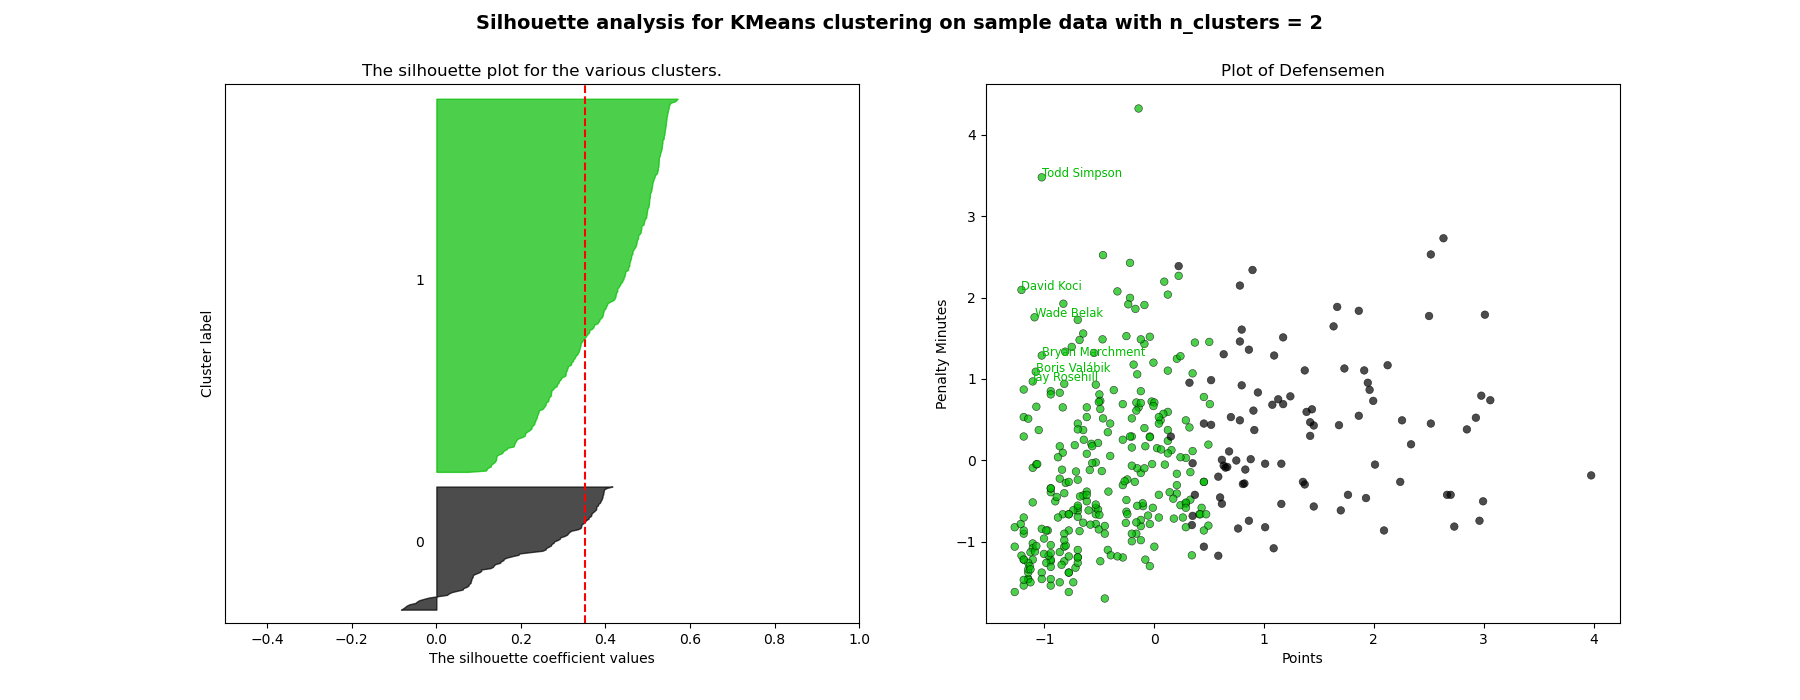 Silhouette analysis for KMeans clustering on sample data with n_clusters = 2
The silhouette plot for the various clusters.
Cluster label
1
0
−0.4 −0.2 0.0 0.2 0.4 0.6 0.8 1.0
The silhouette coefficient values
Plot of Defensemen
Penalty Minutes
4
3
2
1
0
−1
Todd Simpson
David Koci
Wade Belak
Bryan Marchment
Boris Valábik
Jay Rosehill
−1 0 1 2 3 4
Points